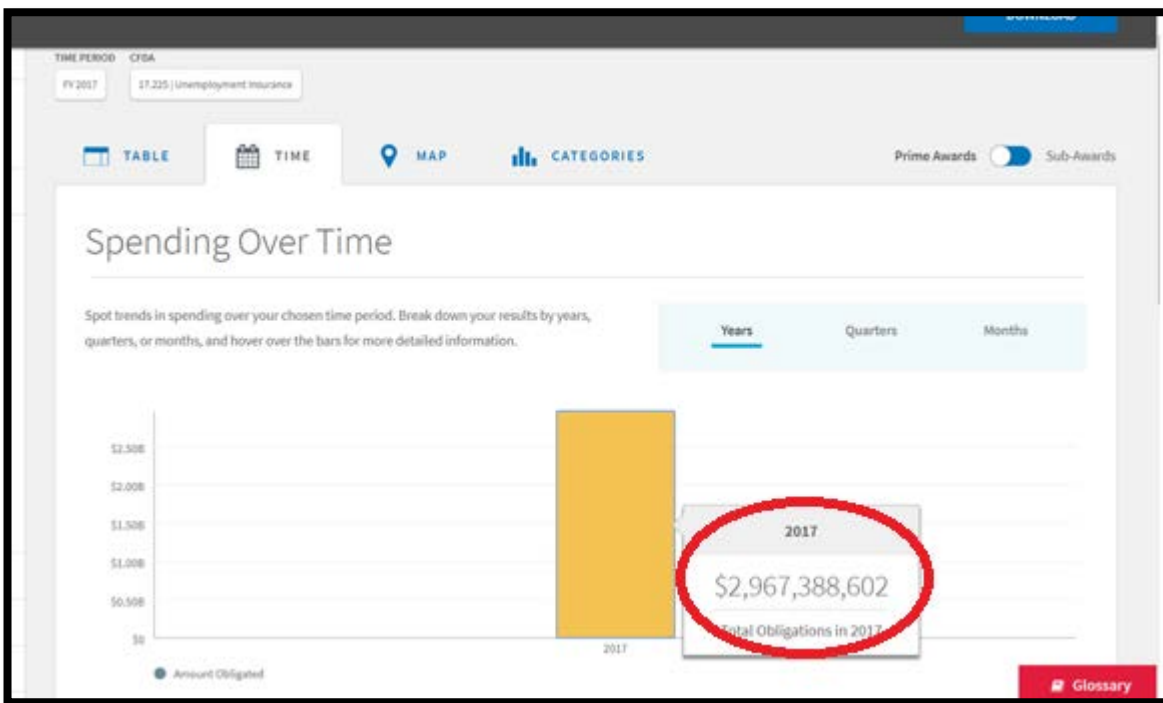 DOWNLOAD
TIME PERIOD CFDA
FY 2017 17.225 | Unemployment Insurance
TABLE TIME MAP CATEGORIES Prime Awards Sub-Awards
Spending Over Time
Spot trends in spending over your chosen time period. Break down your results by years,
quarters, or months, and hover over the bars for more detailed information.
Years Quarters Months
$2.50B
$2.00B
$1.50B
$1.00B
$0.50B
$0
2017
$2,967,388,602
Total Obligations in 2017
2017
Amount Obligated
Glossary